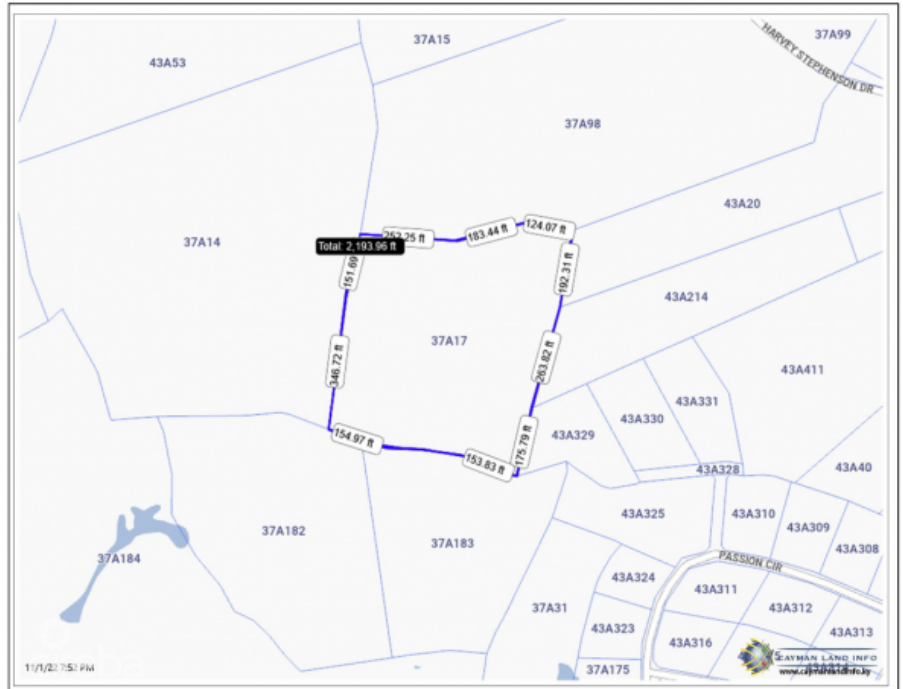 37A99
37A15
HARVEY STEPHENSON DR
43A53
37A98
43A20
124.07 ft
183.44 ft
37A14
Total: 2,193.96 ft
151.69
192.31 ft
43A214
37A17
346.72 ft
263.82 ft
43A411
43A331
43A330
154.97 ft
43A329
175.79 ft
153.83 ft
43A328
43A40
43A325
43A310
43A309
37A182
37A183
43A308
37A184
PASSION CIR
43A324
43A311
37A31
43A312
43A323
43A313
43A316
37A175
11/1/22 7:52 PM
CAYMAN LAND INFO
www.caymanlandinfo.ky